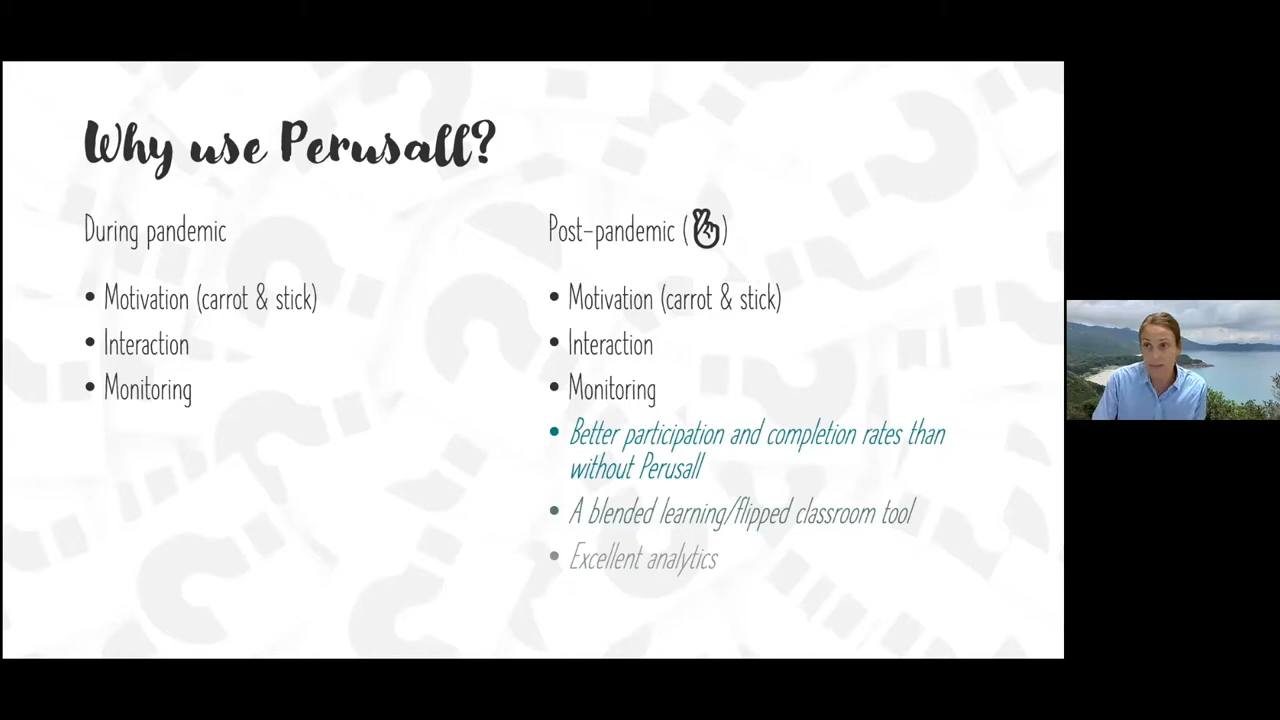 Why use Perusall?
During pandemic
• Motivation (carrot & stick)
• Interaction
• Monitoring
Post-pandemic (🤞)
• Motivation (carrot & stick)
• Interaction
• Monitoring
• Better participation and completion rates than
without Perusall
• A blended learning/flipped classroom tool
• Excellent analytics